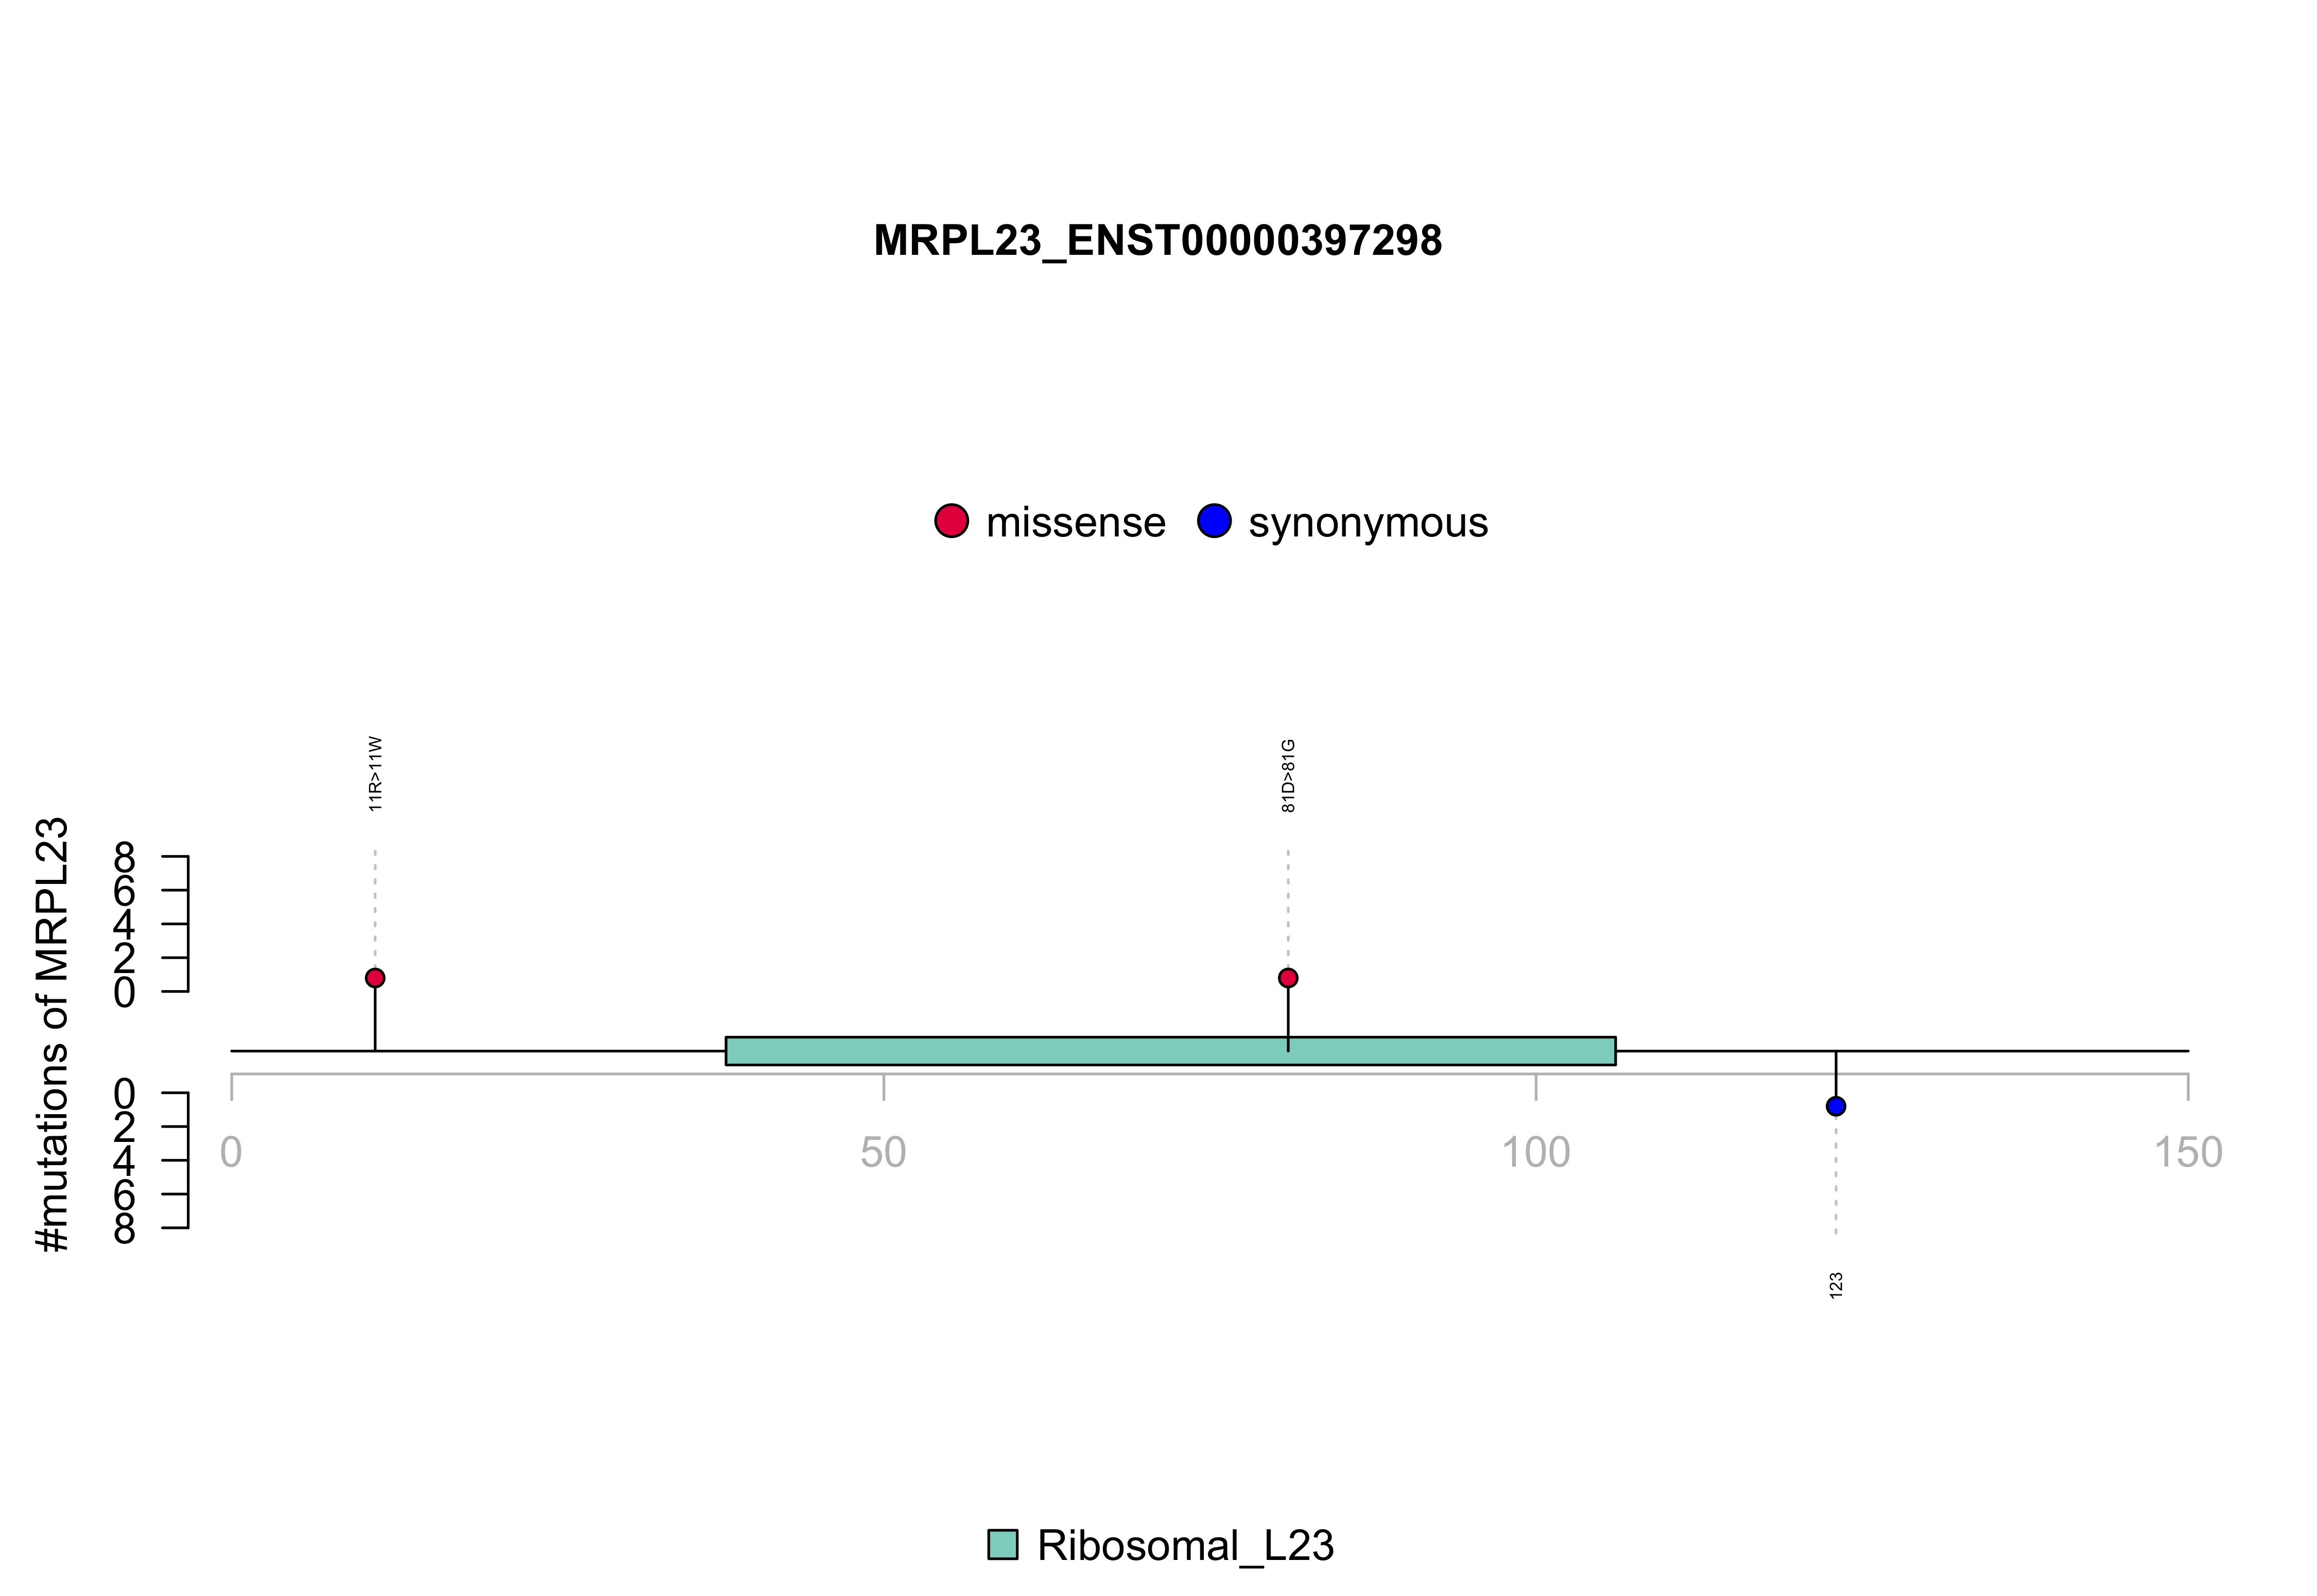 MRPL23_ENST00000397298
missense synonymous
11R>11W 81D>81G
#mutations of MRPL23
8
6
4
2
0
0
2
4
6
8
0 50 100 150
123
Ribosomal_L23